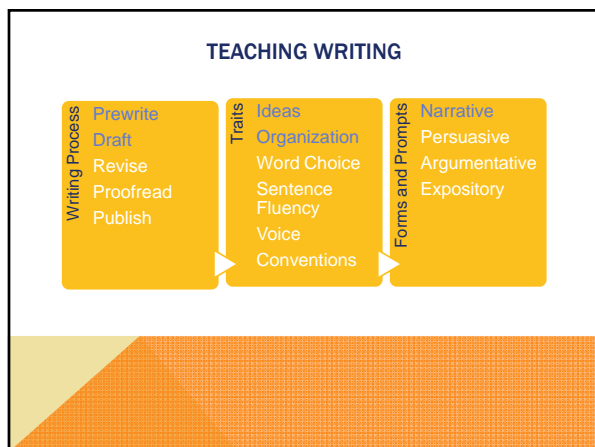 TEACHING WRITING
Writing Process
Prewrite
Draft
Revise
Proofread
Publish
Traits
Ideas
Organization
Word Choice
Sentence
Fluency
Voice
Conventions
Forms and Prompts
Narrative
Persuasive
Argumentative
Expository